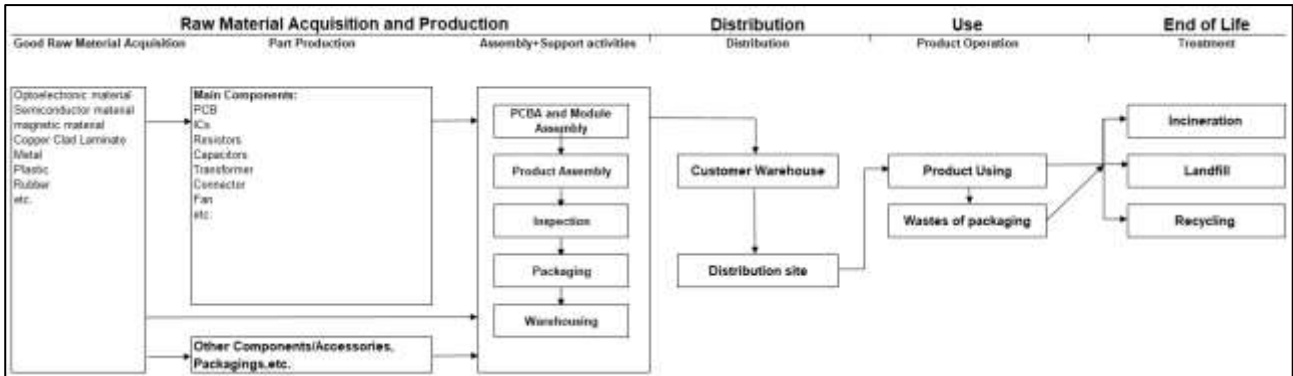 Raw Material Acquisition and Production
Distribution
Use
End of Life
Good Raw Material Acquisition
Part Production
Assembly+Support activities
Distribution
Product Operation
Treatment
Optoelectronic material
Semiconductor material
magnetic material
Copper Clad Laminate
Metal
Plastic
Rubber
etc.
Main Components:
PCB
ICs
Resistors
Capacitors
Transformer
Connector
Fan
etc.
Other Components/Accessories,
Packagings,etc.
PCBA and Module
Assembly
Product Assembly
Inspection
Packaging
Warehousing
Customer Warehouse
Distribution site
Product Using
Wastes of packaging
Incineration
Landfill
Recycling